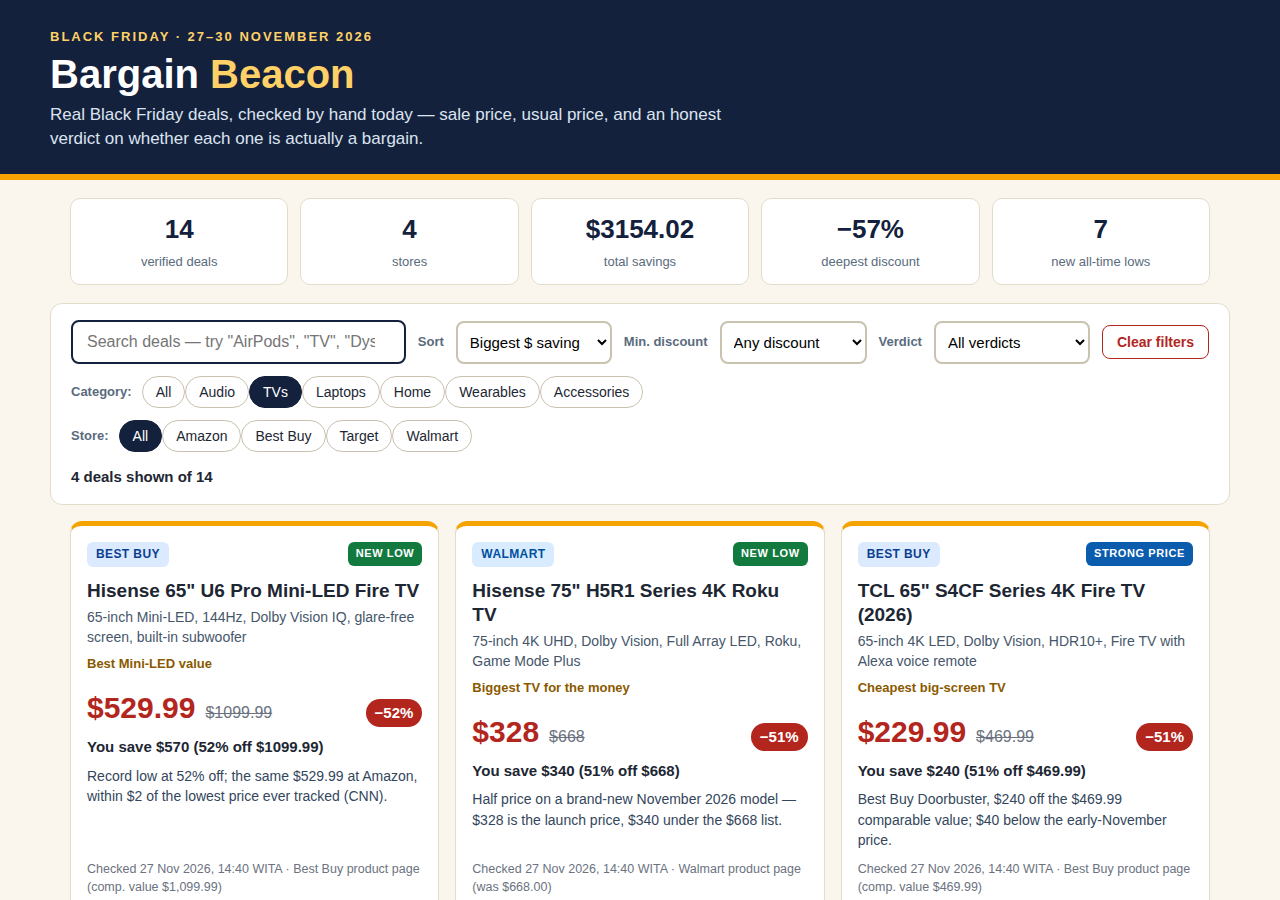 BLACK FRIDAY · 27–30 NOVEMBER 2026
Bargain Beacon
Real Black Friday deals, checked by hand today — sale price, usual price, and an honest
verdict on whether each one is actually a bargain.
14
verified deals
4
stores
$3154.02
total savings
−57%
deepest discount
7
new all-time lows
Search deals — try "AirPods", "TV", "Dys
Sort
Biggest $ saving
Min. discount
Any discount
Verdict
All verdicts
Clear filters
Category:
All
Audio
TVs
Laptops
Home
Wearables
Accessories
Store:
All
Amazon
Best Buy
Target
Walmart
4 deals shown of 14
BEST BUY
NEW LOW
Hisense 65" U6 Pro Mini-LED Fire TV
65-inch Mini-LED, 144Hz, Dolby Vision IQ, glare-free
screen, built-in subwoofer
Best Mini-LED value
$529.99 $1099.99
−52%
You save $570 (52% off $1099.99)
Record low at 52% off; the same $529.99 at Amazon,
within $2 of the lowest price ever tracked (CNN).
Checked 27 Nov 2026, 14:40 WITA · Best Buy product page
(comp. value $1,099.99)
WALMART
NEW LOW
Hisense 75" H5R1 Series 4K Roku
TV
75-inch 4K UHD, Dolby Vision, Full Array LED, Roku,
Game Mode Plus
Biggest TV for the money
$328 $668
−51%
You save $340 (51% off $668)
Half price on a brand-new November 2026 model —
$328 is the launch price, $340 under the $668 list.
Checked 27 Nov 2026, 14:40 WITA · Walmart product page
(was $668.00)
BEST BUY
STRONG PRICE
TCL 65" S4CF Series 4K Fire TV
(2026)
65-inch 4K LED, Dolby Vision, HDR10+, Fire TV with
Alexa voice remote
Cheapest big-screen TV
$229.99 $469.99
−51%
You save $240 (51% off $469.99)
Best Buy Doorbuster, $240 off the $469.99
comparable value; $40 below the early-November
price.
Checked 27 Nov 2026, 14:40 WITA · Best Buy product page
(comp. value $469.99)